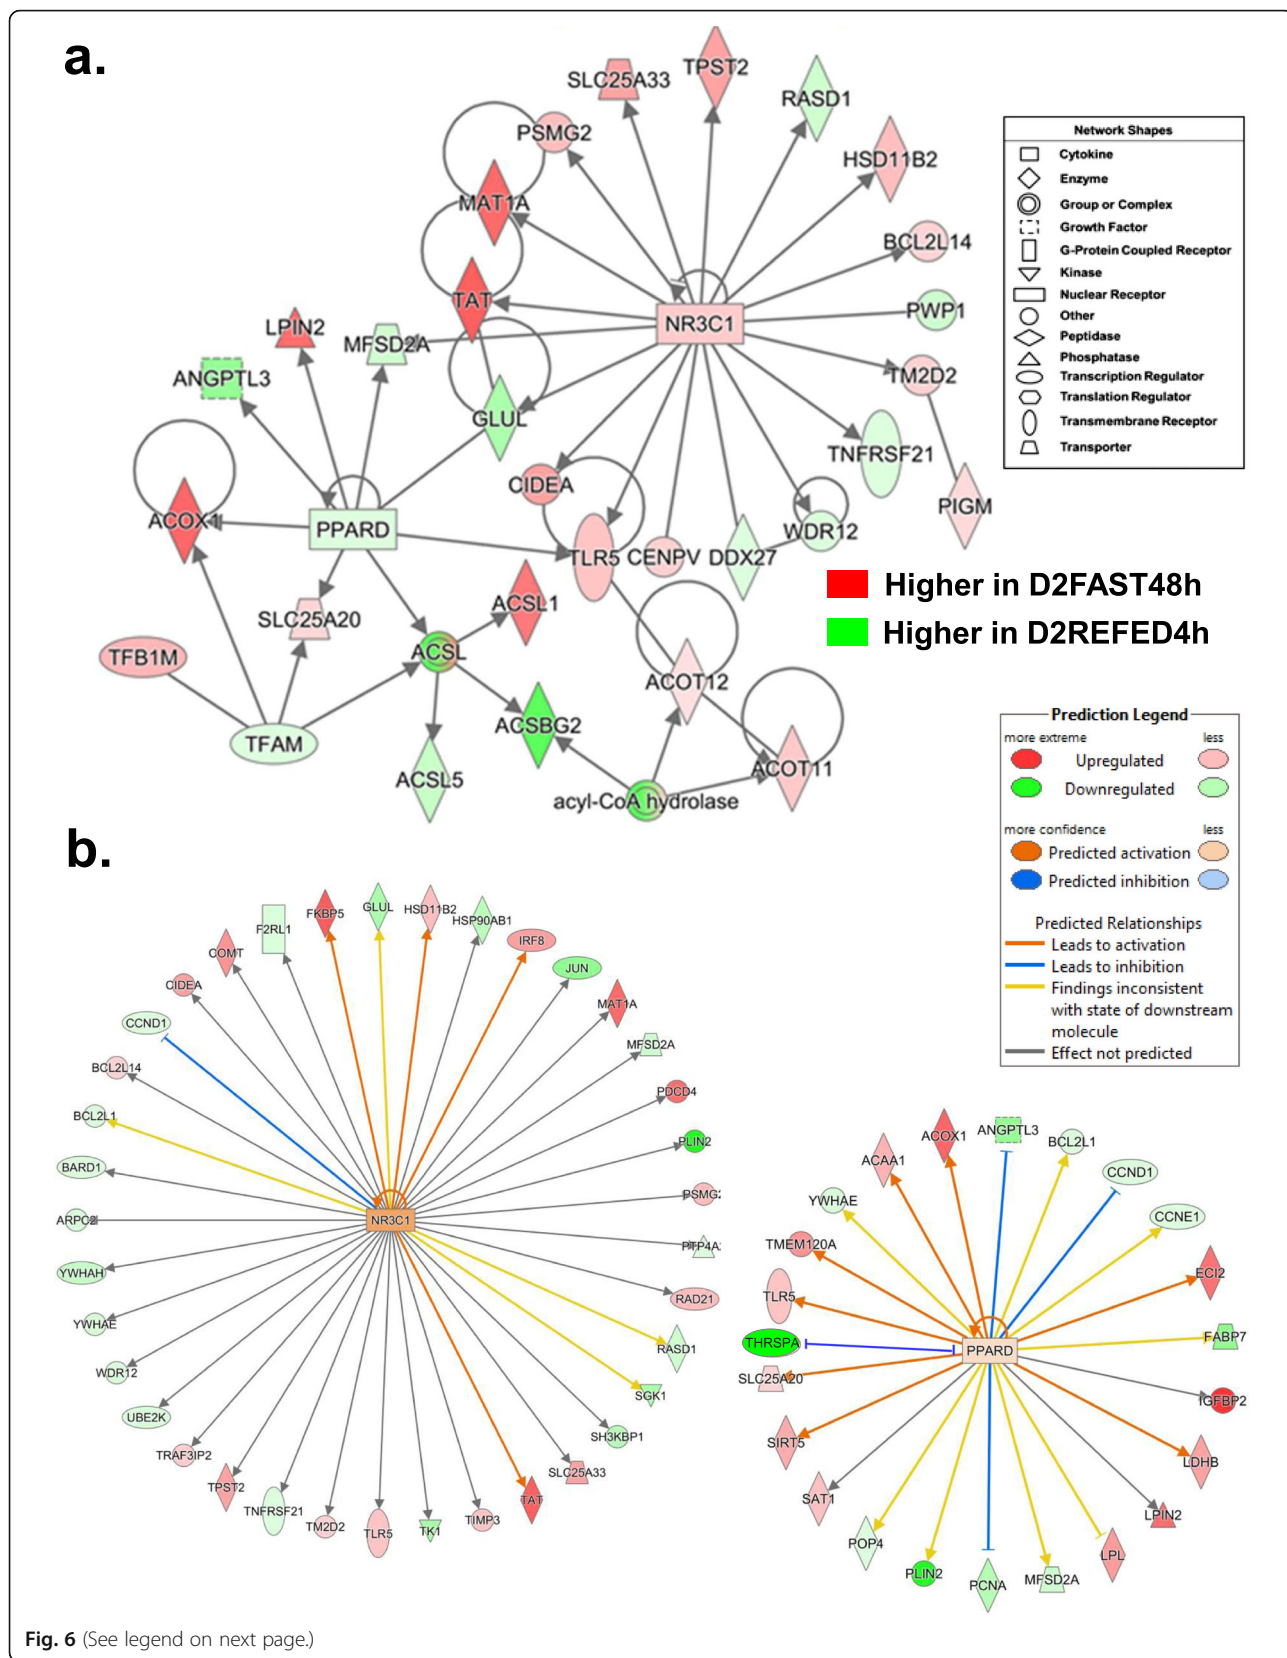 a.
SLC25A33
TPST2
RASD1
PSMG2
HSD11B2
MAT1A
BCL2L14
TAT
NR3C1
PWP1
LPIN2
MFSD2A
ANGPTL3
TM2D2
GLUL
TNFRSF21
CIDEA
PIGM
ACOX1
PPARD
WDR12
TLR5
CENPV
DDX27
SLC25A20
ACSL1
TFB1M
ACSL
ACOT12
TFAM
ACSBG2
ACSL5
ACOT11
acyl-CoA hydrolase
Network Shapes
Cytokine
Enzyme
Group or Complex
Growth Factor
G-Protein Coupled Receptor
Kinase
Nuclear Receptor
Other
Peptidase
Phosphatase
Transcription Regulator
Translation Regulator
Transmembrane Receptor
Transporter
Higher in D2FAST48h
Higher in D2REFED4h
Prediction Legend
more extreme less
Upregulated
Downregulated
more confidence less
Predicted activation
Predicted inhibition
Predicted Relationships
Leads to activation
Leads to inhibition
Findings inconsistent
with state of downstream
molecule
Effect not predicted
b.
F2RL1
FKBP5
GLUL
HSD11B2
HSP90AB1
IRF8
COMT
JUN
CIDEA
MAT1A
CCND1
MFSD2A
BCL2L14
PDCD4
BCL2L1
PLIN2
BARD1
PSMG2
ARPC2
NR3C1
PTP4A
YWHAH
RAD21
YWHAE
RASD1
WDR12
SGK1
UBE2K
SH3KBP1
TRAF3IP2
SLC25A33
TPST2
TAT
TNFRSF21
TM2D2
TLR5
TK1
TIMP3
ACOX1
ANGPTL3
BCL2L1
ACAA1
CCND1
YWHAE
CCNE1
TMEM120A
ECI2
TLR5
FABP7
THRSPA
PPARD
SLC25A20
IGFBP2
SIRT5
LDHB
SAT1
LPIN2
POP4
LPL
PLIN2
PCNA
MFSD2A
Fig. 6 (See legend on next page.)